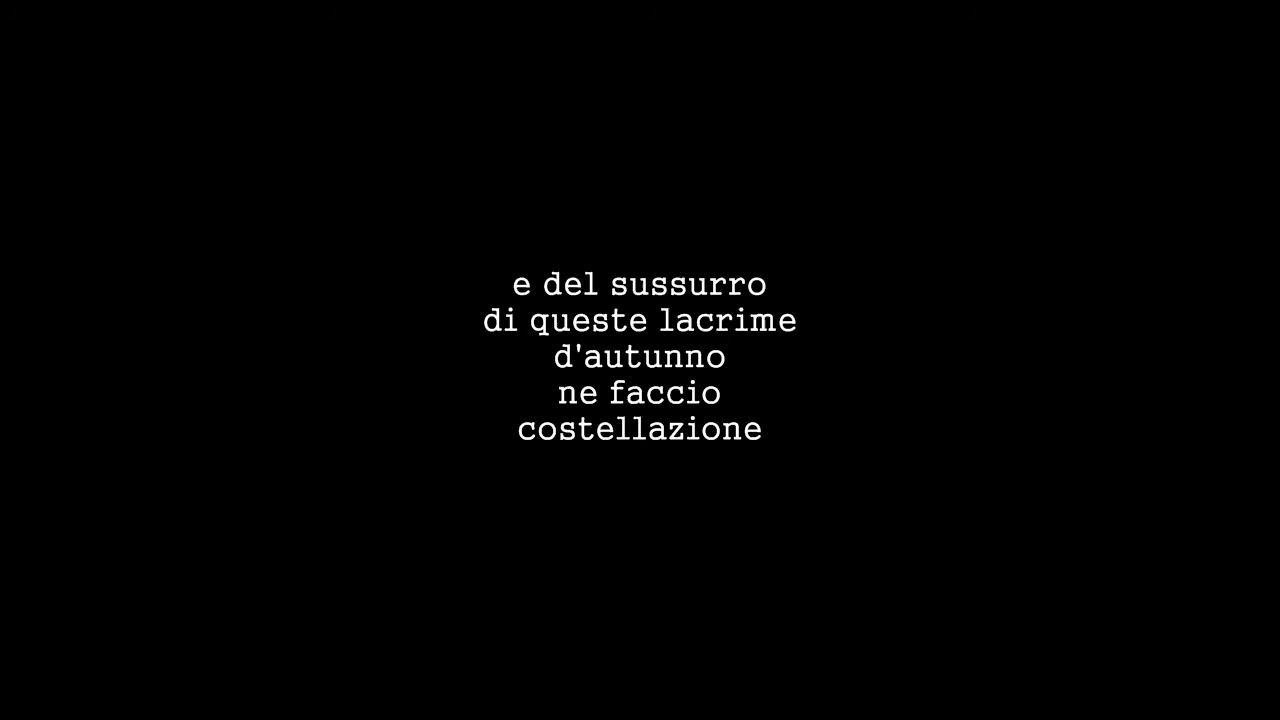 e del sussurro
di queste lacrime
d'autunno
ne faccio
costellazione